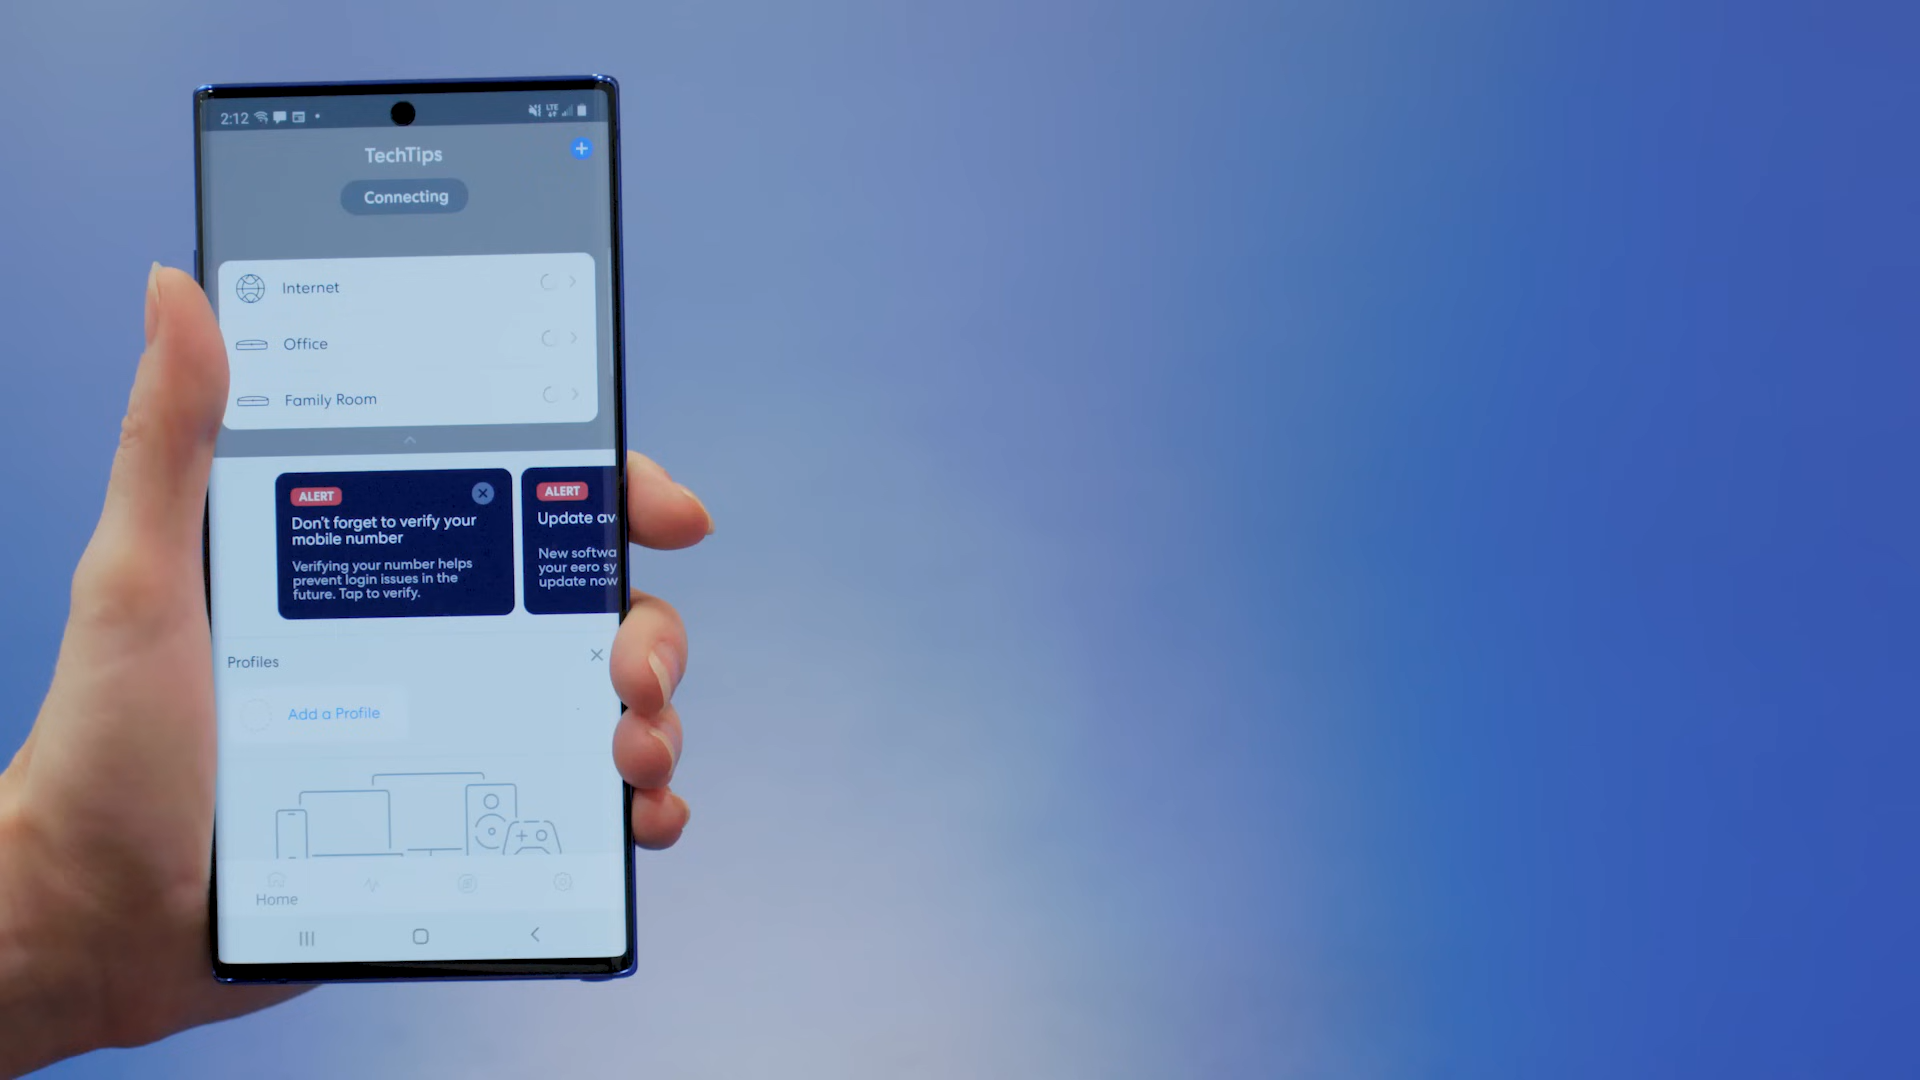 2:12
LTE
TechTips
Connecting
Internet
Office
Family Room
ALERT
Don't forget to verify your
mobile number
Verifying your number helps
prevent login issues in the
future. Tap to verify.
ALERT
Update av
New softwa
your eero sy
update now
Profiles
Add a Profile
Home